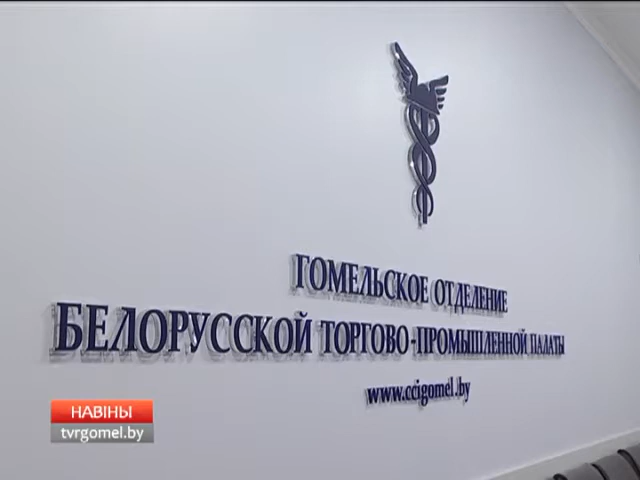 ГОМЕЛЬСКОЕ ОТДЕЛЕНИЕ
БЕЛОРУССКОЙ ТОРГОВО-ПРОМЫШЛЕННОЙ ПАЛАТЫ
www.ccigomel.by
НАВІНЫ
tvrgomel.by